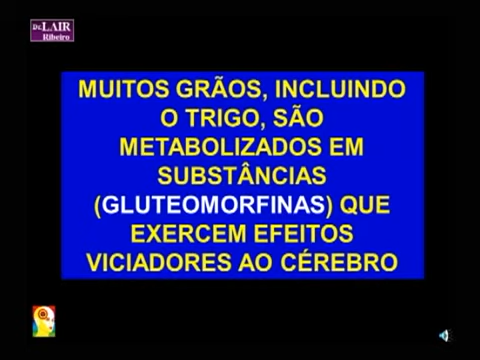 Dr. LAIR
Ribeiro
MUITOS GRÃOS, INCLUINDO
O TRIGO, SÃO
METABOLIZADOS EM
SUBSTÂNCIAS
(GLUTEOMORFINAS) QUE
EXERCEM EFEITOS
VICIADORES AO CÉREBRO